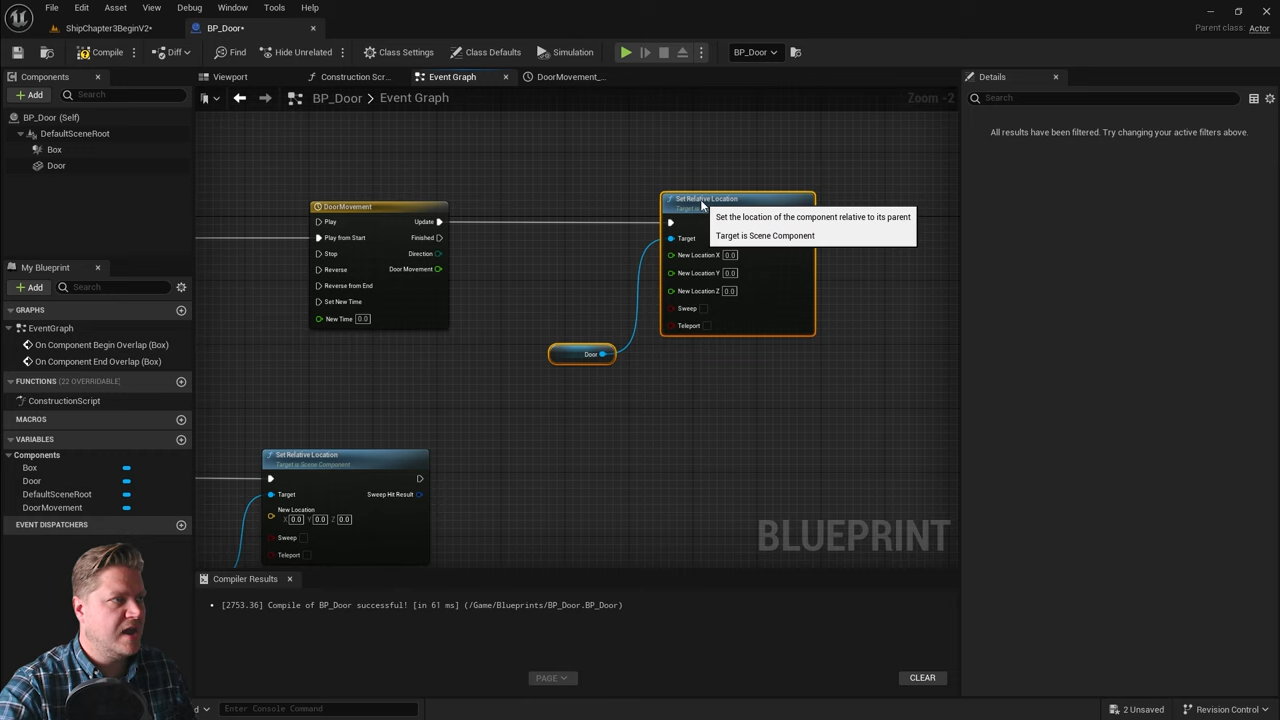 File Edit Asset View Debug Window Tools Help
ShipChapter3BeginV2•
BP_Door•
Parent class: Actor
Compile
Diff
Find
Hide Unrelated
Class Settings
Class Defaults
Simulation
BP_Door
Components
Viewport
Construction Scr...
Event Graph
DoorMovement_...
Details
Add
Search
BP_Door > Event Graph
Zoom -2
Search
BP_Door (Self)
DefaultSceneRoot
Box
Door
All results have been filtered. Try changing your active filters above.
DoorMovement
Play
Update
Play from Start
Finished
Stop
Direction
Reverse
Door Movement
Reverse from End
Set New Time
New Time 0.0
Set Relative Location
Target is
Set the location of the component relative to its parent
Target is Scene Component
Target
New Location X 0.0
New Location Y 0.0
New Location Z 0.0
Sweep
Teleport
Door
My Blueprint
Add
Search
GRAPHS
EventGraph
On Component Begin Overlap (Box)
On Component End Overlap (Box)
FUNCTIONS (22 OVERRIDABLE)
ConstructionScript
MACROS
VARIABLES
Components
Box
Door
DefaultSceneRoot
DoorMovement
EVENT DISPATCHERS
Set Relative Location
Target is Scene Component
Target
Sweep Hit Result
New Location
X 0.0 Y 0.0 Z 0.0
Sweep
Teleport
BLUEPRINT
Compiler Results
• [2753.36] Compile of BP_Door successful! [in 61 ms] (/Game/Blueprints/BP_Door.BP_Door)
PAGE
CLEAR
Enter Console Command
2 Unsaved
Revision Control